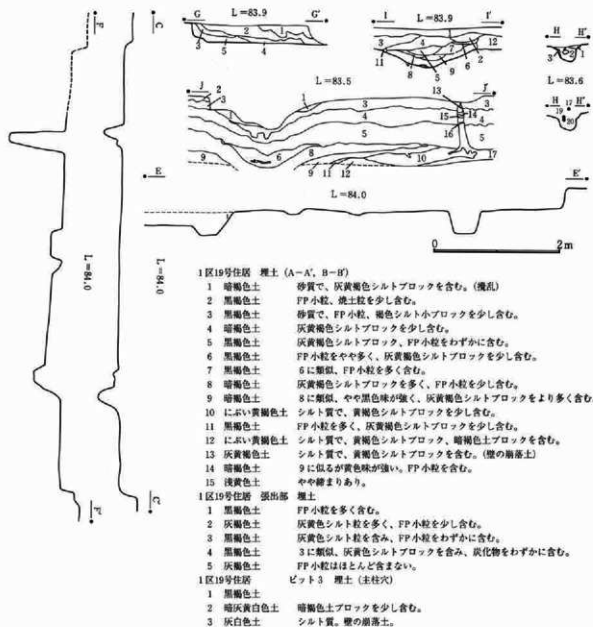 G L=83.9 G'
I L=83.9 I'
H H'
L=83.5
L=83.6
H H'
J J'
E E'
L=84.0
C C'
F F'
L=84.0
L=84.0
0 2m
1区19号住居 埋土 (A-A'、B-B')
1 暗褐色土 砂質で、灰黄褐色シルトブロックを含む。(攪乱)
2 黒褐色土 FP小粒、焼土粒を少し含む。
3 黒褐色土 砂質で、FP小粒、褐色シルト小ブロックを少し含む。
4 暗褐色土 灰黄褐色シルトブロックを少し含む。
5 黒褐色土 灰黄褐色シルトブロック、FP小粒をわずかに含む。
6 黒褐色土 FP小粒をやや多く、灰黄褐色シルトブロックを少し含む。
7 黒褐色土 6に類似、FP小粒を多く含む。
8 暗褐色土 灰黄褐色シルトブロックを多く、FP小粒を少し含む。
9 暗褐色土 8に類似、やや黒色味が強く、灰黄褐色シルトブロックをより多く含む。
10 にぶい黄褐色土 シルト質で、黄褐色シルトブロックを少し含む。
11 黒褐色土 FP小粒を多く、灰黄褐色シルトブロックを少し含む。
12 にぶい黄褐色土 シルト質で、黄褐色シルトブロック、暗褐色土ブロックを含む。
13 灰黄褐色土 シルト質で、黄褐色シルトブロックを含む。(壁の崩落土)
14 暗褐色土 9に似るが黄色味が強い。FP小粒を含む。
15 浅黄色土 やや締まりあり。
1区19号住居 張出部 埋土
1 黒褐色土 FP小粒を多く含む。
2 灰褐色土 灰黄色シルト粒を多く、FP小粒を少し含む。
3 黒褐色土 灰黄色シルト粒を含み、FP小粒をわずかに含む。
4 黒褐色土 3に類似、灰黄色シルトブロックを含み、炭化物をわずかに含む。
5 灰褐色土 FP小粒はほとんど含まない。
1区19号住居 ピット3 埋土 (主柱穴)
1 黒褐色土
2 暗灰黄白色土 暗褐色土ブロックを少し含む。
3 灰白色土 シルト質。壁の崩落土。